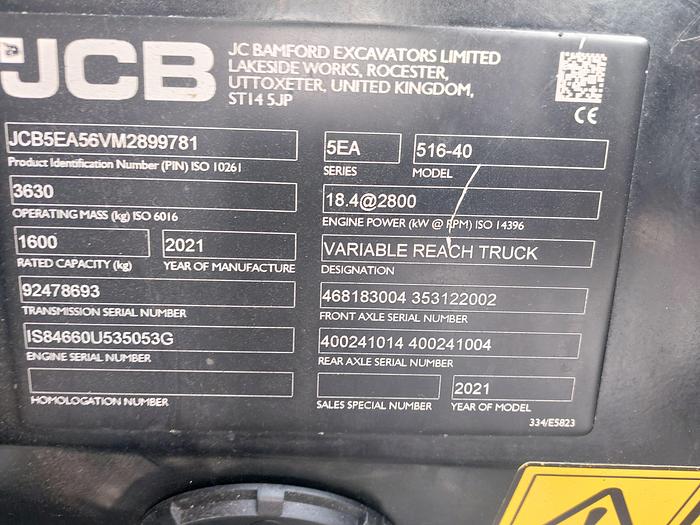 JCB
JC BAMFORD EXCAVATORS LIMITED
LAKESIDE WORKS, ROCESTER,
UTTOXETER, UNITED KINGDOM,
ST14 5JP
CE
JCB5EA56VM2899781
Product Identification Number (PIN) ISO 10261
3630
OPERATING MASS (kg) ISO 6016
1600
RATED CAPACITY (kg)
2021
YEAR OF MANUFACTURE
92478693
TRANSMISSION SERIAL NUMBER
IS84660U535053G
ENGINE SERIAL NUMBER
HOMOLOGATION NUMBER
5EA
SERIES
516-40
MODEL
18.4@2800
ENGINE POWER (kW @ RPM) ISO 14396
VARIABLE REACH TRUCK
DESIGNATION
468183004 353122002
FRONT AXLE SERIAL NUMBER
400241014 400241004
REAR AXLE SERIAL NUMBER
SALES SPECIAL NUMBER
2021
YEAR OF MODEL
334/E5823